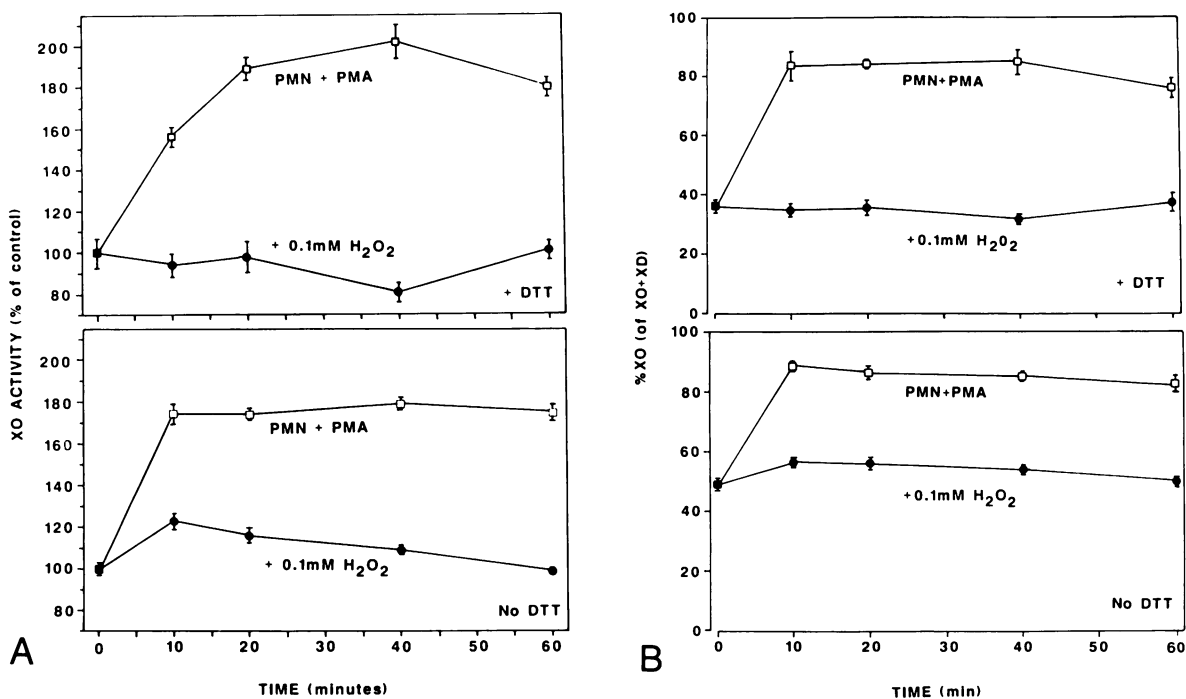 XO ACTIVITY (% of control)
200
180
160
140
120
100
80
PMN + PMA
+ 0.1mM H2O2
+ DTT
200
180
160
140
120
100
80
PMN + PMA
+ 0.1mM H2O2
No DTT
0 10 20 30 40 50 60
TIME (minutes)
A
%XO (of XO+XD)
100
80
60
40
20
0
PMN+PMA
+0.1mM H2O2
+ DTT
100
80
60
40
20
0
PMN+PMA
+0.1mM H2O2
No DTT
0 10 20 30 40 50 60
TIME (min)
B